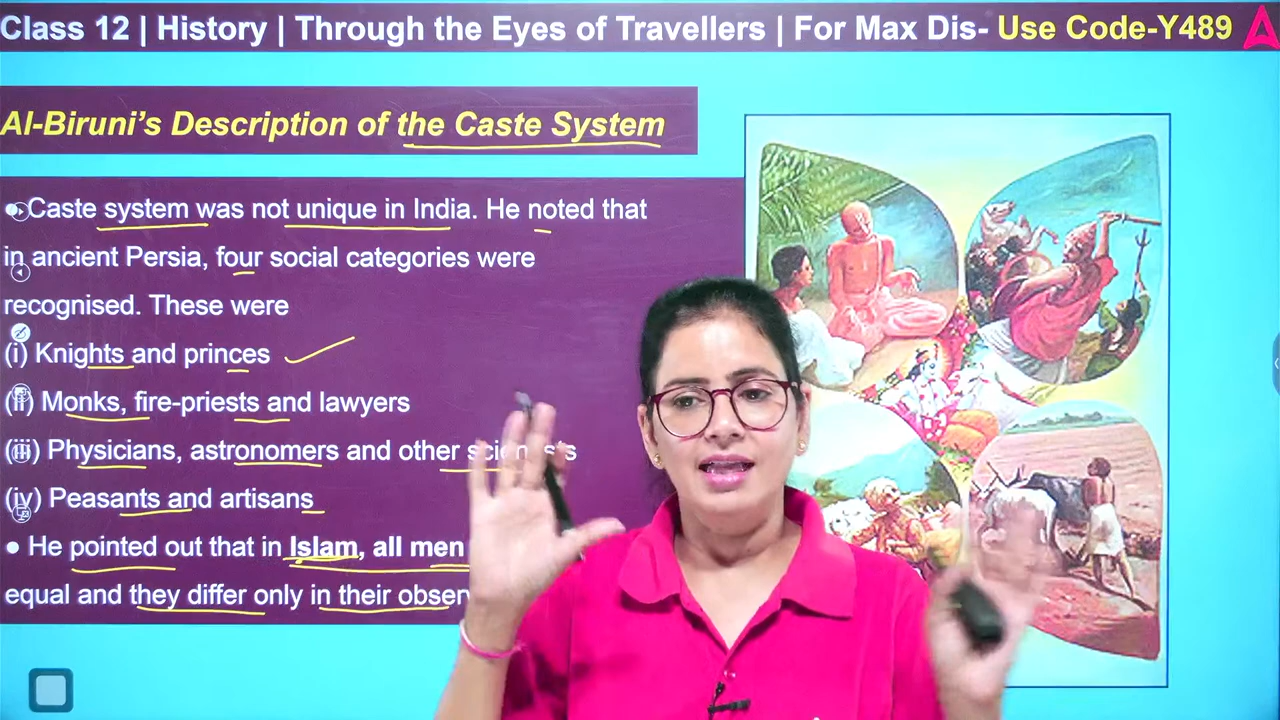 Class 12 | History | Through the Eyes of Travellers | For Max Dis- Use Code-Y489
Al-Biruni's Description of the Caste System
● Caste system was not unique in India. He noted that
in ancient Persia, four social categories were
recognised. These were
(i) Knights and princes
(ii) Monks, fire-priests and lawyers
(iii) Physicians, astronomers and other scientists
(iv) Peasants and artisans
● He pointed out that in Islam, all men
equal and they differ only in their